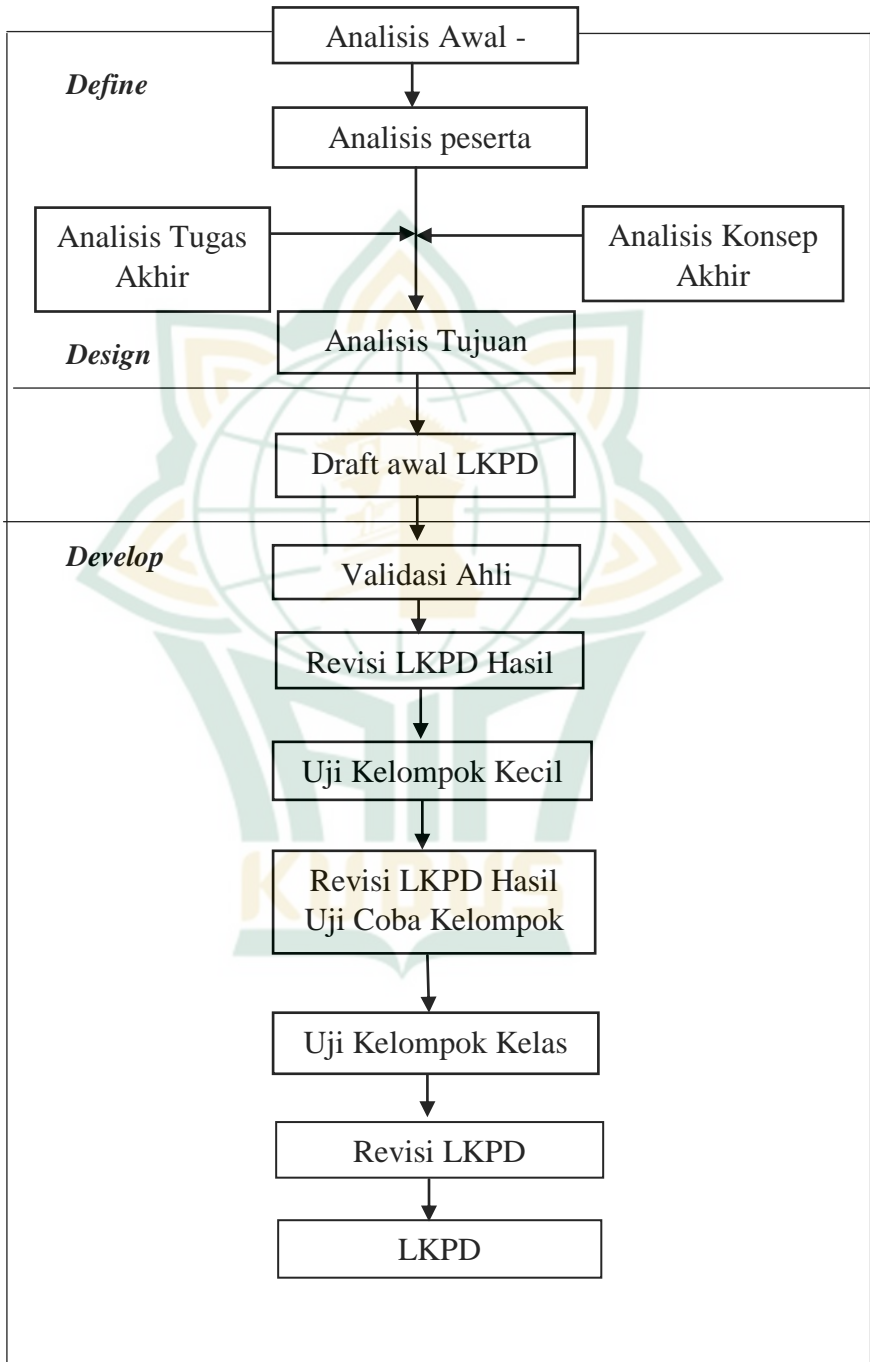 Analisis Awal -
Define
Analisis peserta
Analisis Tugas
Akhir
Analisis Konsep
Akhir
Analisis Tujuan
Design
Draft awal LKPD
Develop
Validasi Ahli
Revisi LKPD Hasil
Uji Kelompok Kecil
Revisi LKPD Hasil
Uji Coba Kelompok
KUDUS
Uji Kelompok Kelas
Revisi LKPD
LKPD